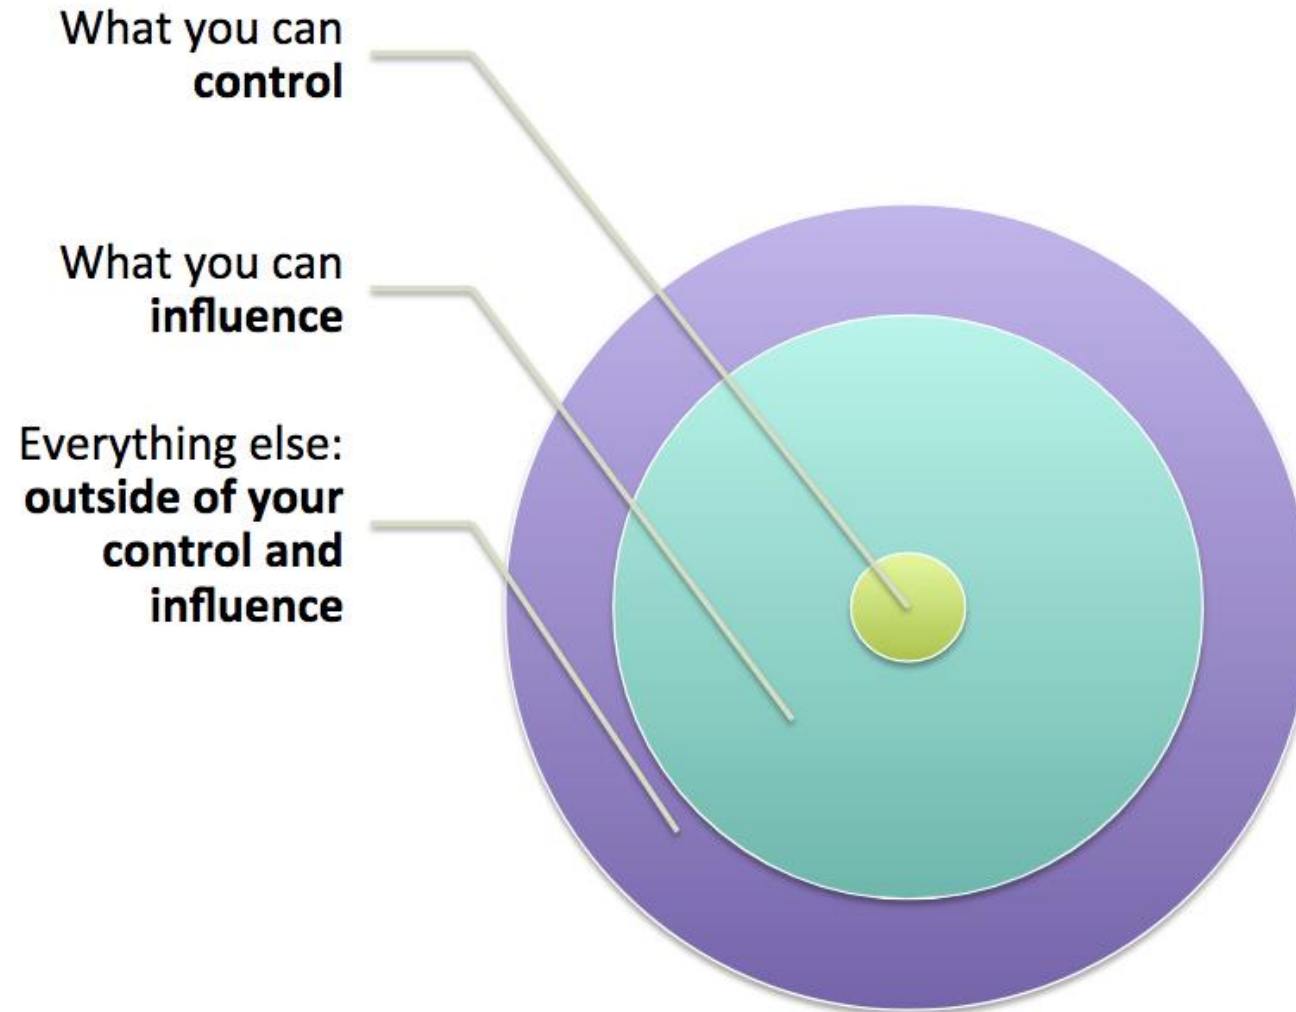 What you can
control
What you can
influence
Everything else:
outside of your
control and
influence